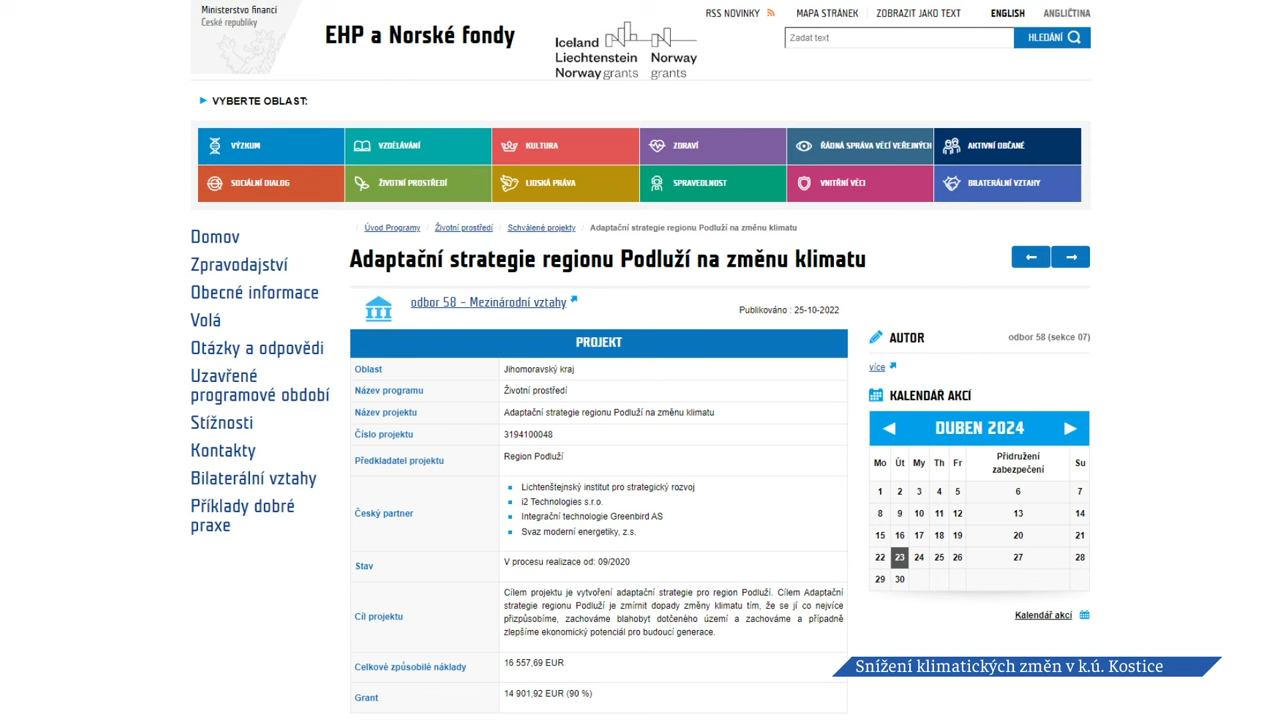 Ministerstvo financí
České republiky
EHP a Norské fondy
Iceland
Liechtenstein
Norway grants
Norway
grants
RSS NOVINKY
MAPA STRÁNEK
ZOBRAZIT JAKO TEXT
ENGLISH
ANGLIČTINA
Zadat text
HLEDÁNÍ
VYBERTE OBLAST:
VÝZKUM
VZDĚLÁVÁNÍ
KULTURA
ZDRAVÍ
ŘÁDNÁ SPRÁVA VĚCÍ VEŘEJNÝCH
AKTIVNÍ OBČANÉ
SOCIÁLNÍ DIALOG
ŽIVOTNÍ PROSTŘEDÍ
LIDSKÁ PRÁVA
SPRAVEDLNOST
VNITŘNÍ VĚCI
BILATERÁLNÍ VZTAHY
Domov
Zpravodajství
Obecné informace
Volá
Otázky a odpovědi
Uzavřené
programové období
Stížnosti
Kontakty
Bilaterální vztahy
Příklady dobré
praxe
/ Úvod Programy / Životní prostředí / Schválené projekty / Adaptační strategie regionu Podluží na změnu klimatu
Adaptační strategie regionu Podluží na změnu klimatu
odbor 58 – Mezinárodní vztahy
Publikováno : 25-10-2022
PROJEKT
Oblast Jihomoravský kraj
Název programu Životní prostředí
Název projektu Adaptační strategie regionu Podluží na změnu klimatu
Číslo projektu 3194100048
Předkladatel projektu Region Podluží
Český partner
Lichtenštejnský institut pro strategický rozvoj
i2 Technologies s.r.o.
Integrační technologie Greenbird AS
Svaz moderní energetiky, z.s.
Stav V procesu realizace od: 09/2020
Cíl projektu
Cílem projektu je vytvoření adaptační strategie pro region Podluží. Cílem Adaptační
strategie regionu Podluží je zmírnit dopady změny klimatu tím, že se jí co nejvíce
přizpůsobíme, zachováme blahobyt dotčeného území a zachováme a případně
zlepšíme ekonomický potenciál pro budoucí generace.
Celkové způsobilé náklady 16 557,69 EUR
Grant 14 901,92 EUR (90 %)
AUTOR
odbor 58 (sekce 07)
více
KALENDÁŘ AKCÍ
DUBEN 2024
Mo Út My Th Fr Přidružení zabezpečení Su
1 2 3 4 5 6 7
8 9 10 11 12 13 14
15 16 17 18 19 20 21
22 23 24 25 26 27 28
29 30
Kalendář akcí
Snížení klimatických změn v k.ú. Kostice